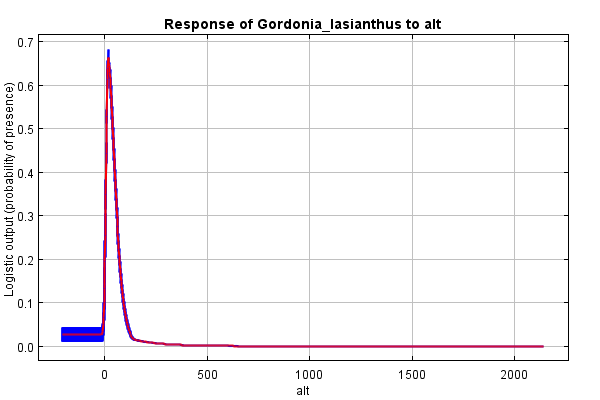 Response of Gordonia_lasianthus to alt
Logistic output (probability of presence)
0.7
0.6
0.5
0.4
0.3
0.2
0.1
0.0
0 500 1000 1500 2000
alt